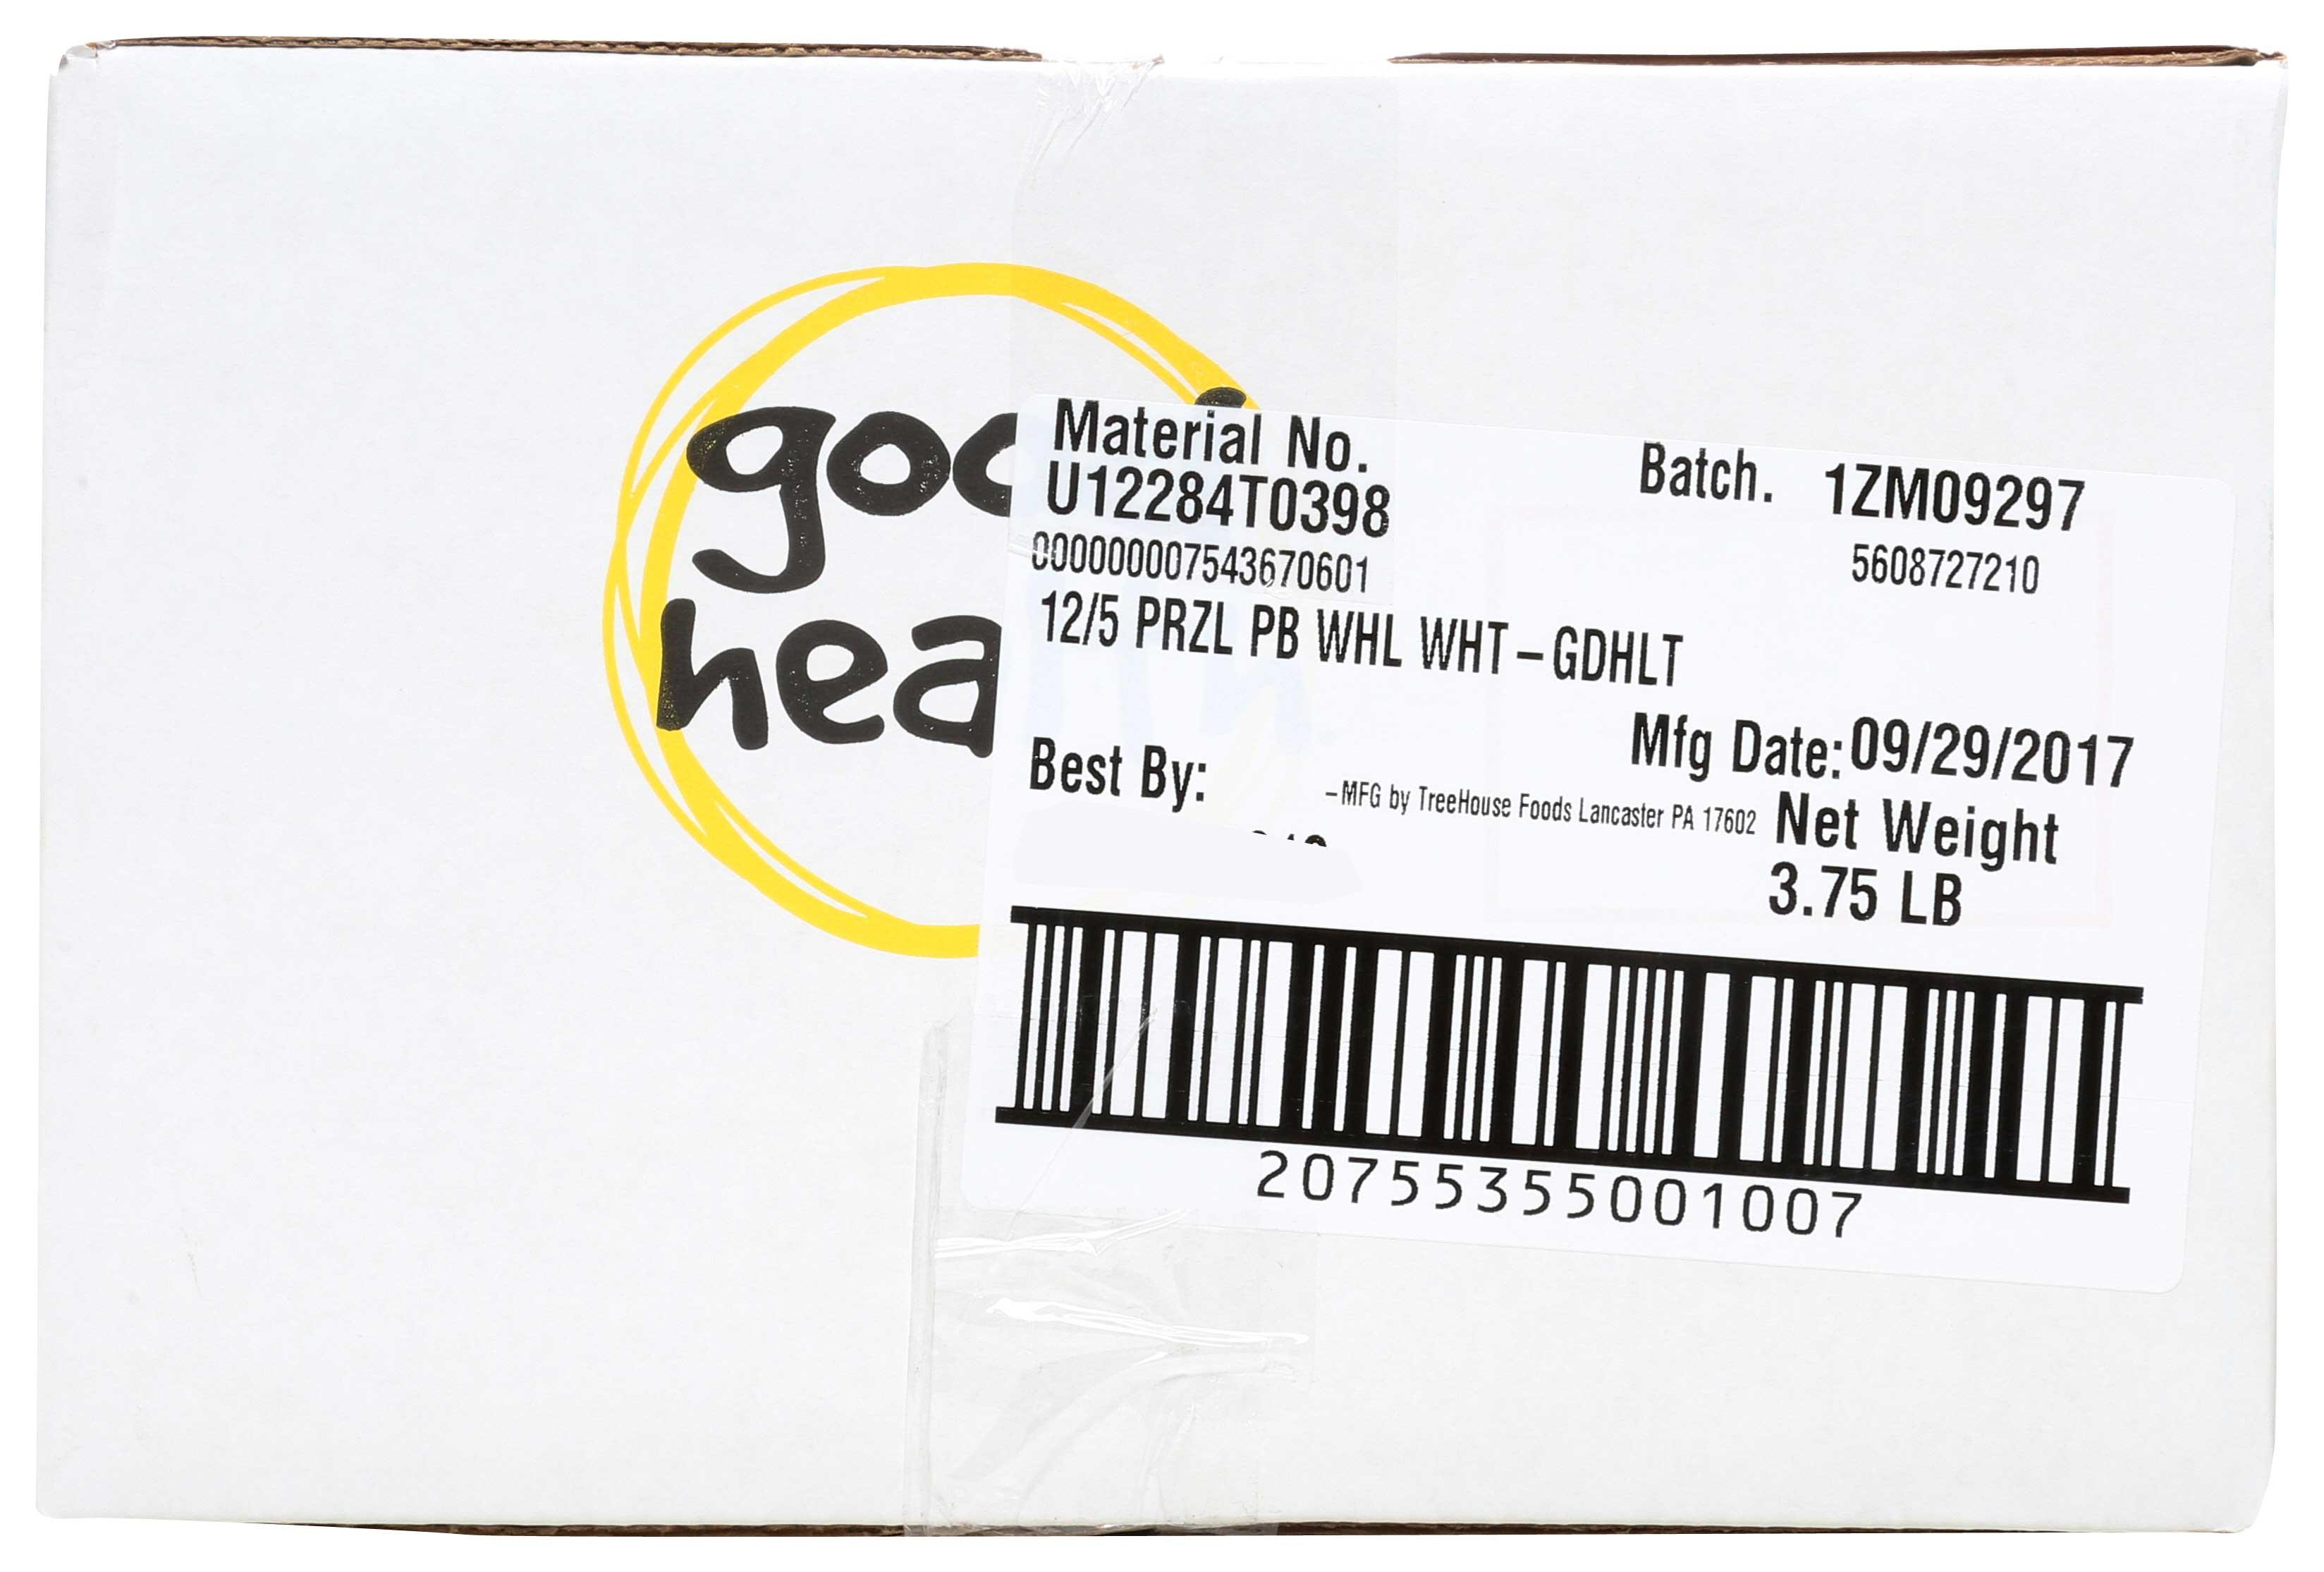 goo
hea
Material No.
U12284T0398
000000007543670601
Batch. 1ZM09297
5608727210
12/5 PRZL PB WHL WHT-GDHLT
Mfg Date:09/29/2017
Best By:
-MFG by TreeHouse Foods Lancaster PA 17602
Net Weight
3.75 LB
20755355001007